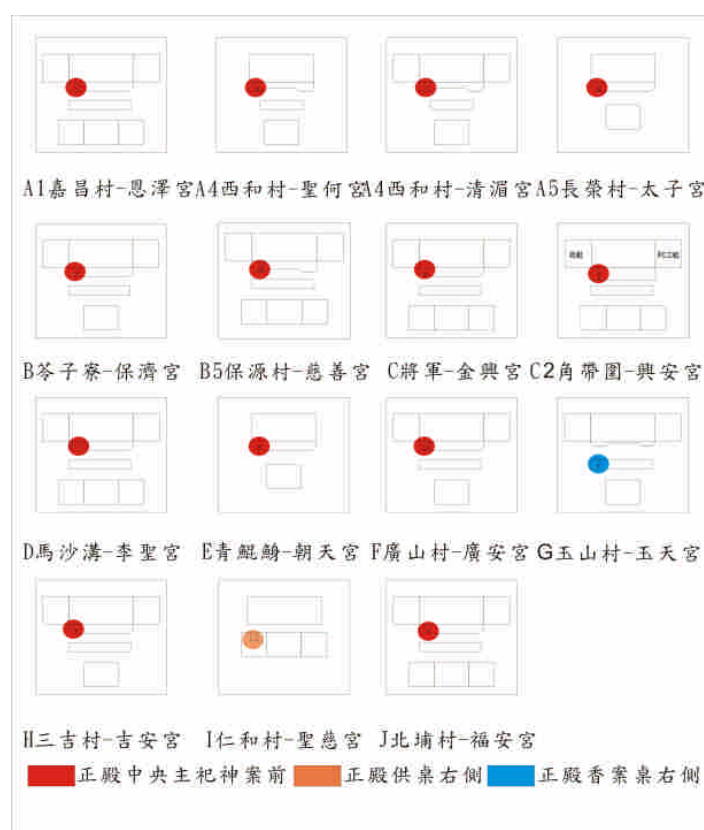 A1嘉昌村-恩澤宮 A4西和村-聖何宮 A4西和村-清湄宮 A5長榮村-太子宮
B苓子寮-保濟宮 B5保源村-慈善宮 C將軍-金興宮 C2角帶圍-興安宮
D馬沙溝-李聖宮 E青鯤鯓-朝天宮 F廣山村-廣安宮 G玉山村-玉天宮
H三吉村-吉安宮 I仁和村-聖慈宮 J北埔村-福安宮
正殿中央主祀神案前 正殿供桌右側 正殿香案桌右側